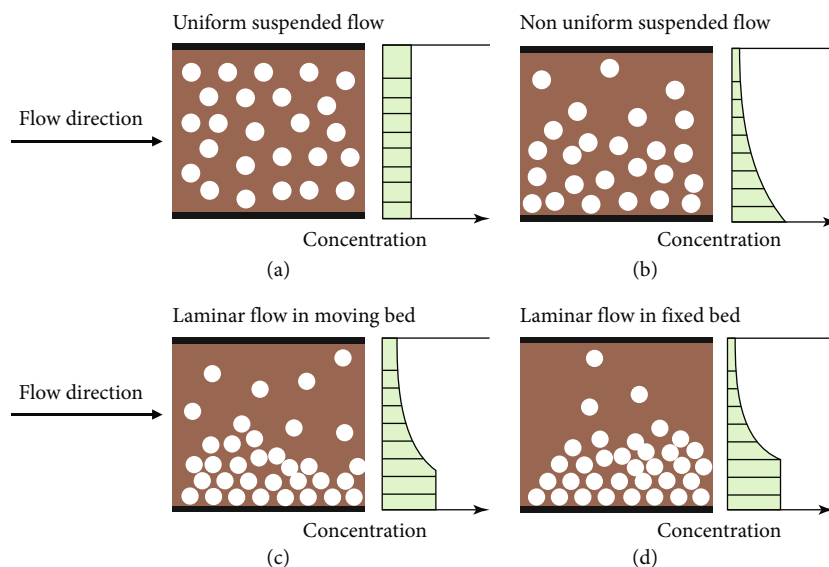 Uniform suspended flow
Non uniform suspended flow
Flow direction
Concentration
Concentration
(a)
(b)
Laminar flow in moving bed
Laminar flow in fixed bed
Flow direction
Concentration
Concentration
(c)
(d)